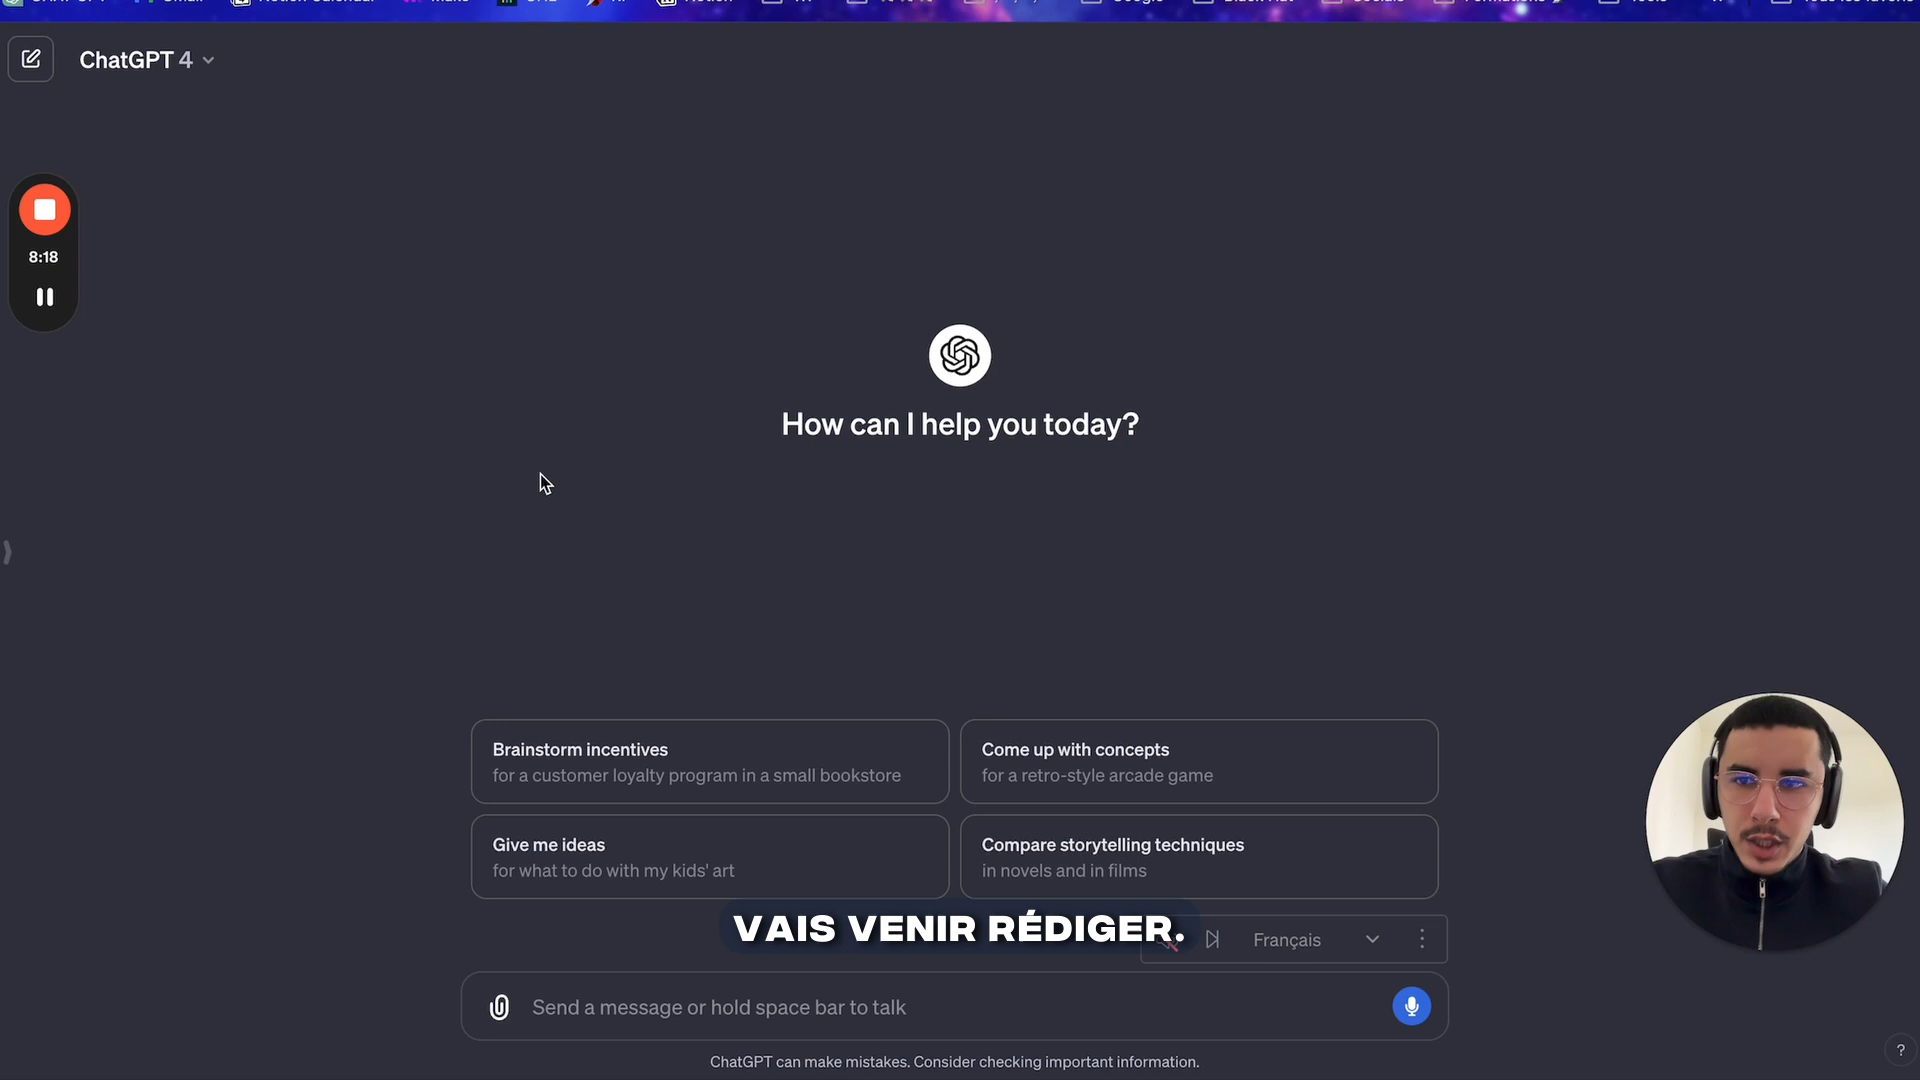 ChatGPT 4
8:18
How can I help you today?
Brainstorm incentives
for a customer loyalty program in a small bookstore
Come up with concepts
for a retro-style arcade game
Give me ideas
for what to do with my kids' art
Compare storytelling techniques
in novels and in films
VAIS VENIR RÉDIGER.
Français
Send a message or hold space bar to talk
ChatGPT can make mistakes. Consider checking important information.
?